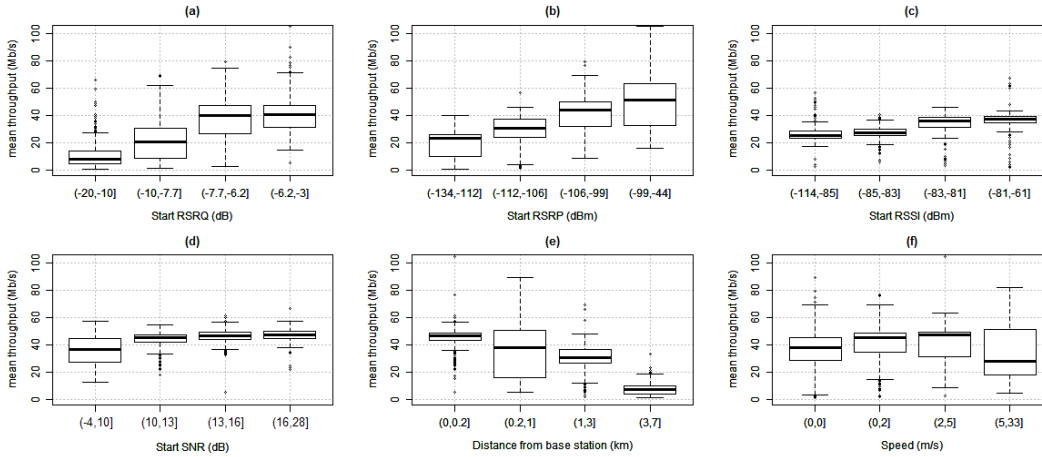 (a)
mean throughput (Mb/s)
0 20 40 60 80 100
(-20,-10] (-10,-7.7] (-7.7,-6.2] (-6.2,-3]
Start RSRQ (dB)
(b)
mean throughput (Mb/s)
0 20 40 60 80 100
(-134,-112] (-112,-106] (-106,-99] (-99,-44]
Start RSRP (dBm)
(c)
mean throughput (Mb/s)
0 20 40 60 80 100
(-114,-85] (-85,-83] (-83,-81] (-81,-61]
Start RSSI (dBm)
(d)
mean throughput (Mb/s)
0 20 40 60 80 100
(-4,10] (10,13] (13,16] (16,28]
Start SNR (dB)
(e)
mean throughput (Mb/s)
0 20 40 60 80 100
(0,0.2] (0.2,1] (1,3] (3,7]
Distance from base station (km)
(f)
mean throughput (Mb/s)
0 20 40 60 80 100
(0,0] (0,2] (2,5] (5,33]
Speed (m/s)